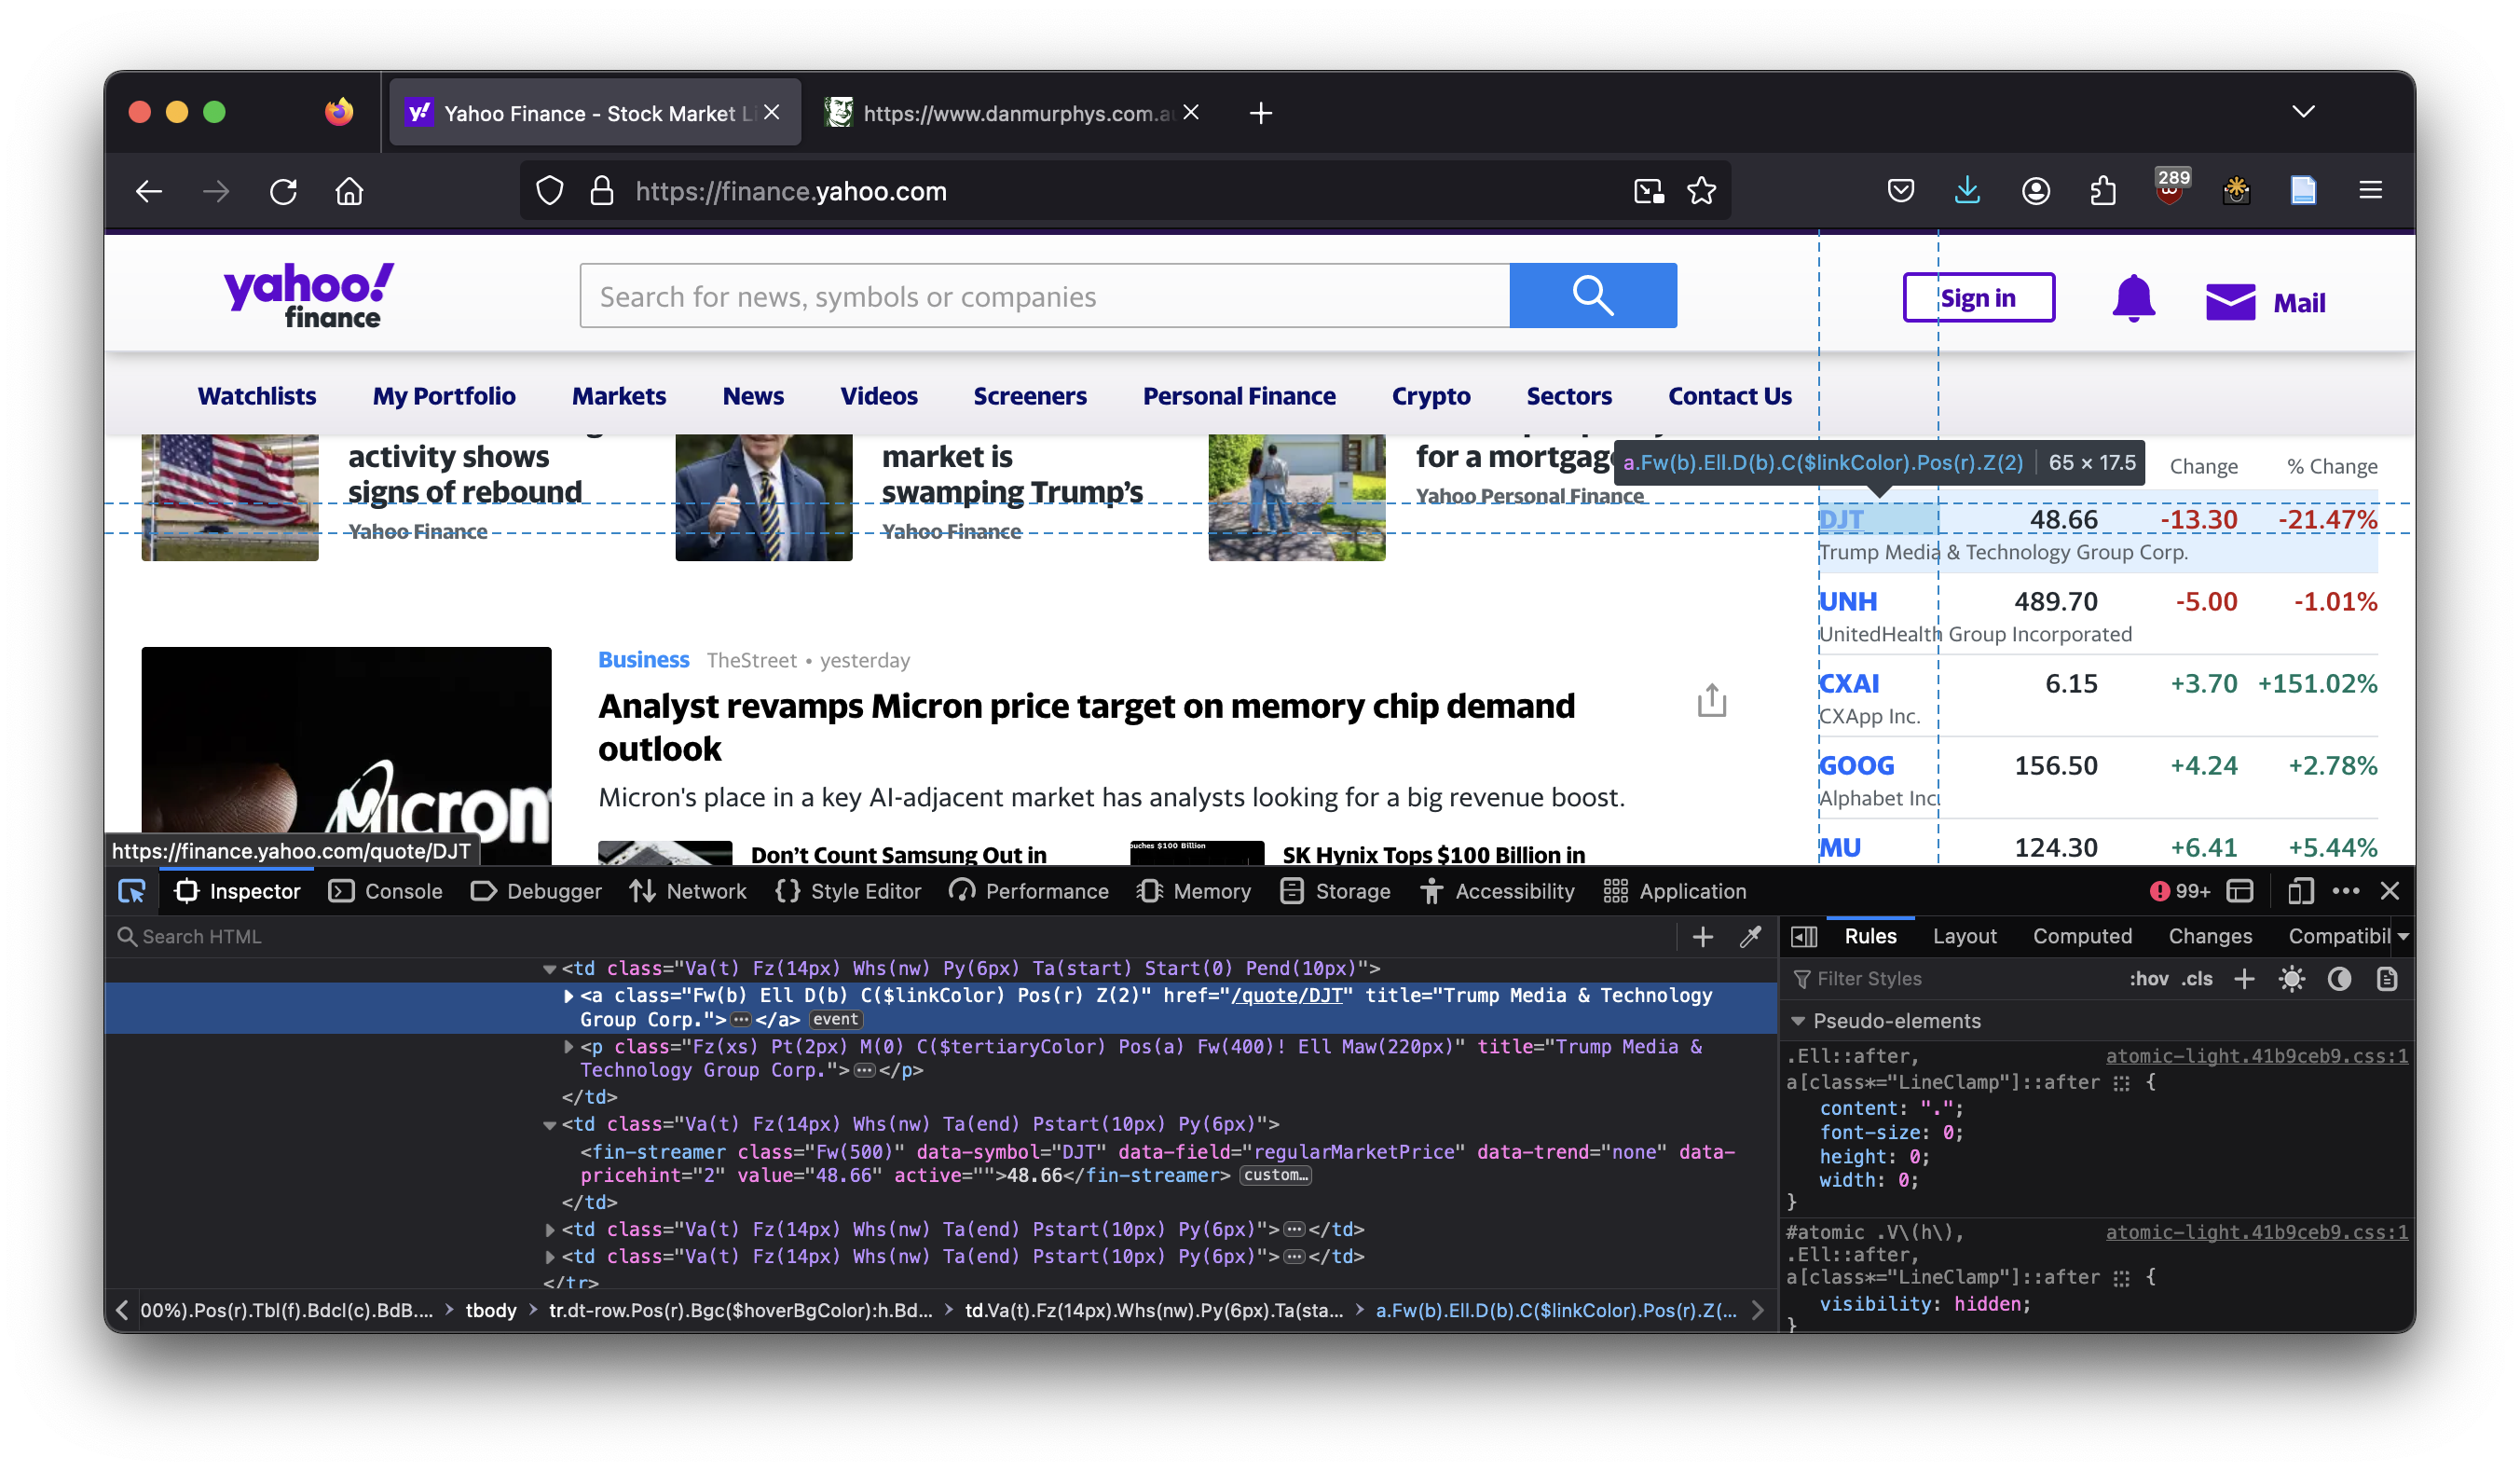 Yahoo Finance - Stock Market Li
https://www.danmurphys.com.au
https://finance.yahoo.com
289
yahoo!
finance
Search for news, symbols or companies
Sign in
Mail
Watchlists My Portfolio Markets News Videos Screeners Personal Finance Crypto Sectors Contact Us
activity shows
signs of rebound
Yahoo Finance
market is
swamping Trump's
Yahoo Finance
for a mortgag
Yahoo Personal Finance
a.Fw(b).Ell.D(b).C($linkColor).Pos(r).Z(2) 65 × 17.5
Change % Change
DJT 48.66 -13.30 -21.47%
Trump Media & Technology Group Corp.
UNH 489.70 -5.00 -1.01%
UnitedHealth Group Incorporated
CXAI 6.15 +3.70 +151.02%
CXApp Inc.
GOOG 156.50 +4.24 +2.78%
Alphabet Inc.
MU 124.30 +6.41 +5.44%
Business TheStreet • yesterday
Analyst revamps Micron price target on memory chip demand
outlook
Micron's place in a key AI-adjacent market has analysts looking for a big revenue boost.
Micron
Don't Count Samsung Out in
ouches $100 Billion
SK Hynix Tops $100 Billion in
https://finance.yahoo.com/quote/DJT
Inspector Console Debugger Network Style Editor Performance Memory Storage Accessibility Application 99+
Search HTML
<td class="Va(t) Fz(14px) Whs(nw) Py(6px) Ta(start) Start(0) Pend(10px)">
<a class="Fw(b) Ell D(b) C($linkColor) Pos(r) Z(2)" href="/quote/DJT" title="Trump Media & Technology
Group Corp."></a> event
<p class="Fz(xs) Pt(2px) M(0) C($tertiaryColor) Pos(a) Fw(400)! Ell Maw(220px)" title="Trump Media &
Technology Group Corp."></p>
</td>
<td class="Va(t) Fz(14px) Whs(nw) Ta(end) Pstart(10px) Py(6px)">
<fin-streamer class="Fw(500)" data-symbol="DJT" data-field="regularMarketPrice" data-trend="none" data-
pricehint="2" value="48.66" active="">48.66</fin-streamer> custom…
</td>
<td class="Va(t) Fz(14px) Whs(nw) Ta(end) Pstart(10px) Py(6px)"></td>
<td class="Va(t) Fz(14px) Whs(nw) Ta(end) Pstart(10px) Py(6px)"></td>
</tr>
00%).Pos(r).Tbl(f).Bdcl(c).BdB.… tbody tr.dt-row.Pos(r).Bgc($hoverBgColor):h.Bd… td.Va(t).Fz(14px).Whs(nw).Py(6px).Ta(sta… a.Fw(b).Ell.D(b).C($linkColor).Pos(r).Z(…
Rules Layout Computed Changes Compatibil
Filter Styles :hov .cls
Pseudo-elements
.Ell::after, atomic-light.41b9ceb9.css:1
a[class*="LineClamp"]::after {
content: ".";
font-size: 0;
height: 0;
width: 0;
}
#atomic .V\(h\), atomic-light.41b9ceb9.css:1
.Ell::after,
a[class*="LineClamp"]::after {
visibility: hidden;
}